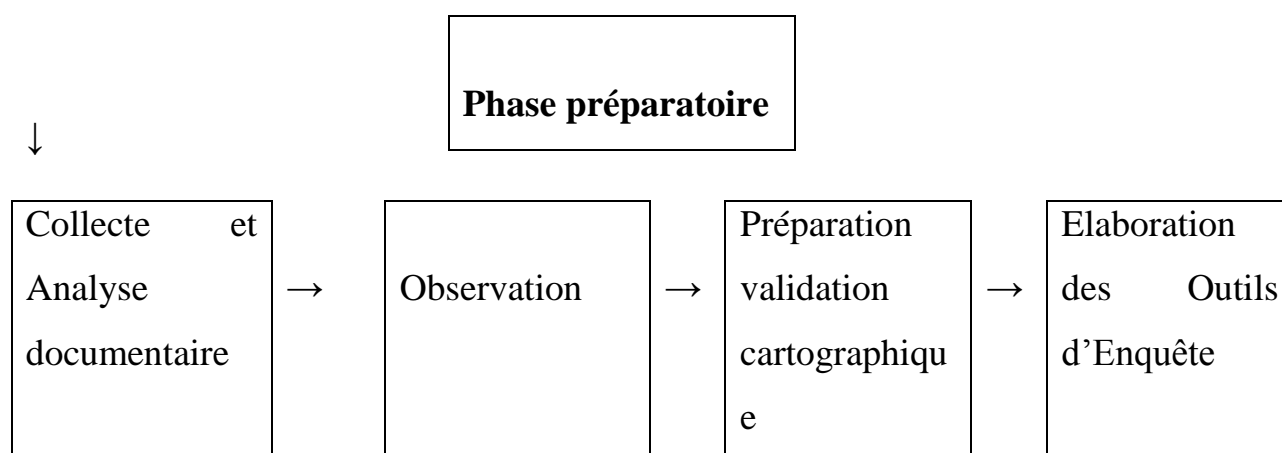 Phase préparatoire
↓
Collecte et
Analyse
documentaire
→
Observation
→
Préparation
validation
cartographiqu
e
→
Elaboration
des Outils
d’Enquête